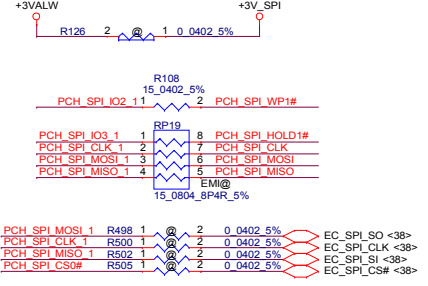 +3VALW +3V_SPI
R126 2 @ 1 0_0402_5%
R108
15_0402_5%
PCH_SPI_IO2_1 1 2 PCH_SPI_WP1#
RP19
PCH_SPI_IO3_1 1 8 PCH_SPI_HOLD1#
PCH_SPI_CLK_1 2 7 PCH_SPI_CLK
PCH_SPI_MOSI_1 3 6 PCH_SPI_MOSI
PCH_SPI_MISO_1 4 5 PCH_SPI_MISO
EMI@
15_0804_8P4R_5%
PCH_SPI_MOSI_1 R498 1 @ 2 0_0402_5% EC_SPI_SO <38>
PCH_SPI_CLK_1 R500 1 @ 2 0_0402_5% EC_SPI_CLK <38>
PCH_SPI_MISO_1 R502 1 @ 2 0_0402_5% EC_SPI_SI <38>
PCH_SPI_CS0# R505 1 @ 2 0_0402_5% EC_SPI_CS# <38>